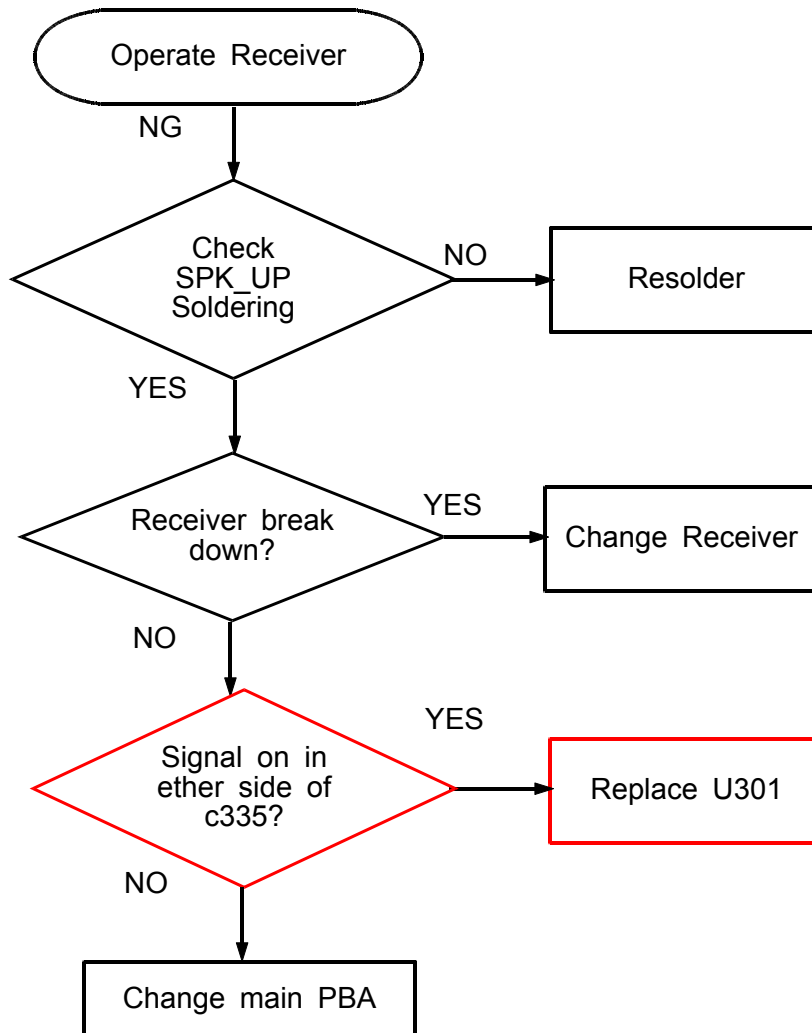 Operate Receiver
NG
Check
SPK_UP
Soldering
NO
Resolder
YES
Receiver break
down?
YES
Change Receiver
NO
Signal on in
ether side of
c335?
YES
Replace U301
NO
Change main PBA